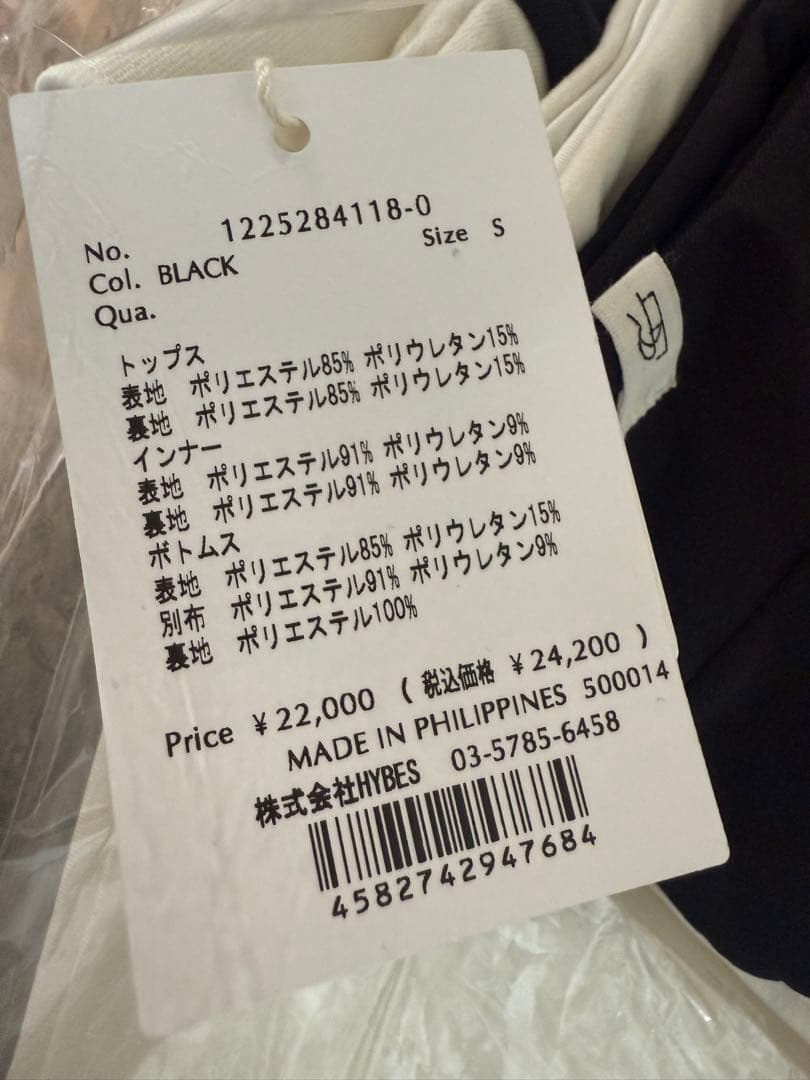 No. 1225284118-0
Col. BLACK Size S
Qua.
トップス
表地 ポリエステル85% ポリウレタン15%
裏地 ポリエステル85% ポリウレタン15%
インナー
表地 ポリエステル91% ポリウレタン9%
裏地 ポリエステル91% ポリウレタン9%
ボトムス
表地 ポリエステル85% ポリウレタン15%
別布 ポリエステル91% ポリウレタン9%
裏地 ポリエステル100%
Price ¥22,000 (税込価格 ¥24,200 )
MADE IN PHILIPPINES 500014
株式会社HYBES 03-5785-6458
4582742947684